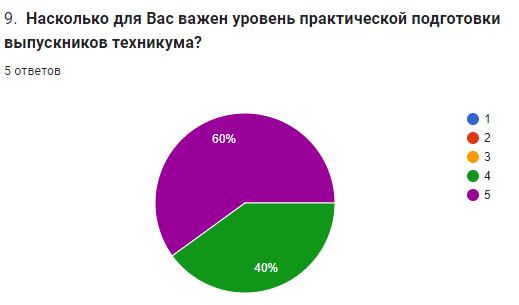 9. Насколько для Вас важен уровень практической подготовки
выпускников техникума?
5 ответов
60%
40%
1
2
3
4
5